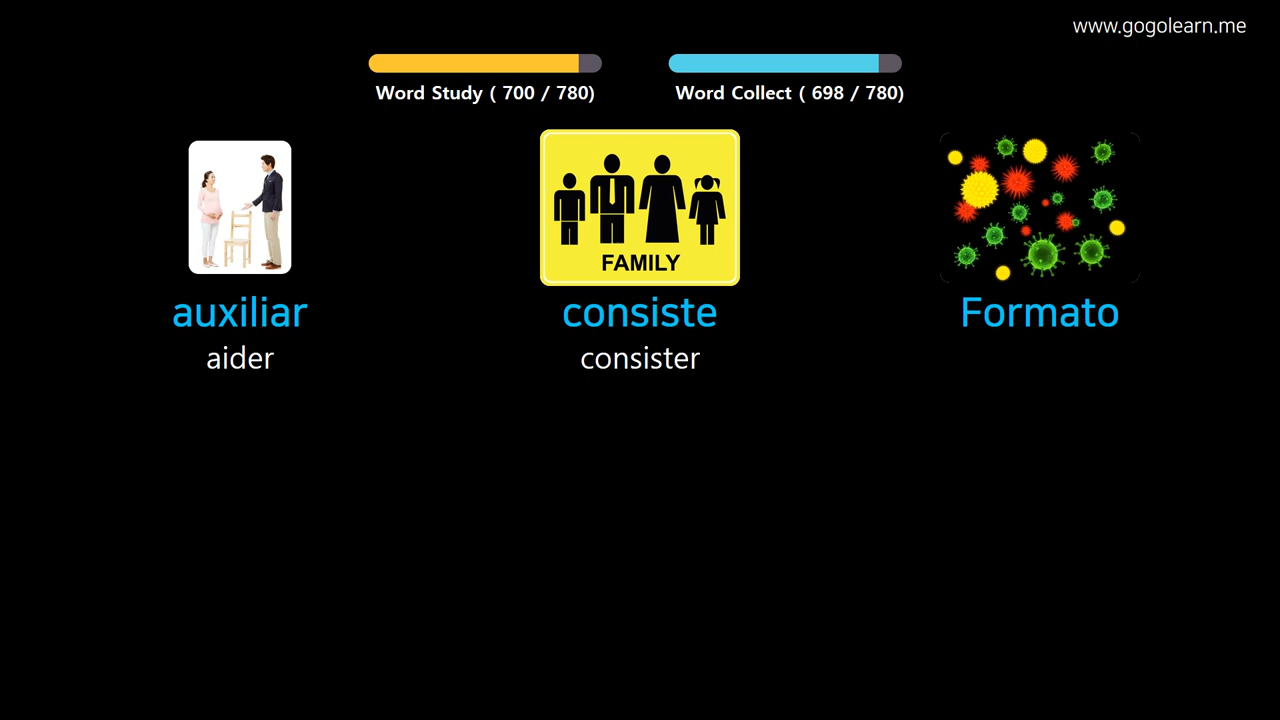 www.gogolearn.me
Word Study ( 700 / 780)
Word Collect ( 698 / 780)
FAMILY
auxiliar
consiste
Formato
aider
consister